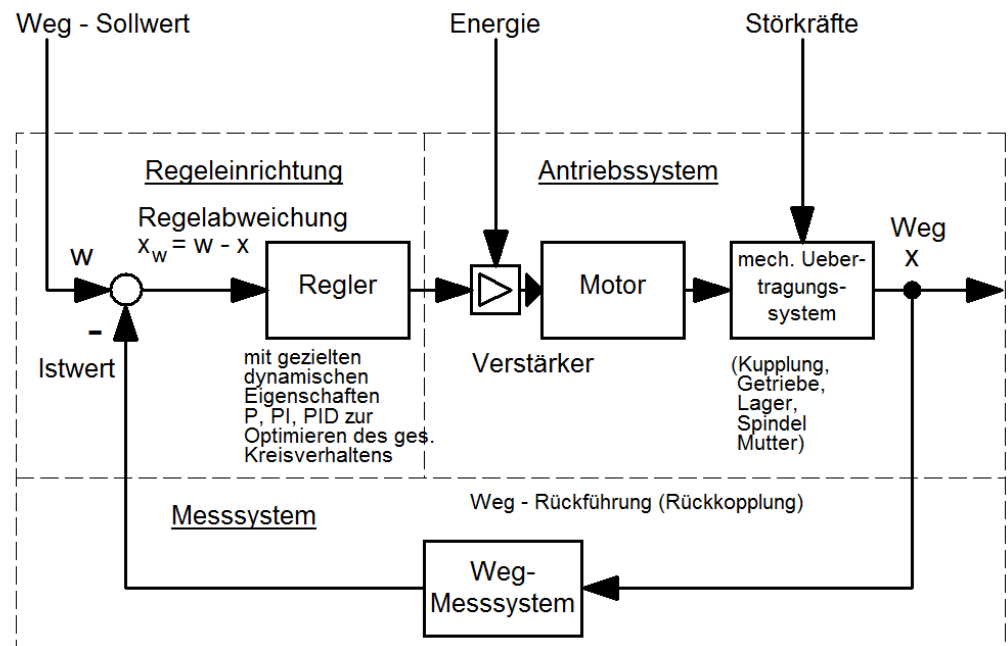 Weg - Sollwert
Energie
Störkräfte
Regeleinrichtung
Antriebssystem
Regelabweichung
xw = w - x
w
-
Istwert
Regler
mit gezielten
dynamischen
Eigenschaften
P, PI, PID zur
Optimieren des ges.
Kreisverhaltens
Verstärker
Motor
mech. Ueber-
tragungs-
system
(Kupplung,
Getriebe,
Lager,
Spindel
Mutter)
Weg
x
Messsystem
Weg - Rückführung (Rückkopplung)
Weg-
Messsystem